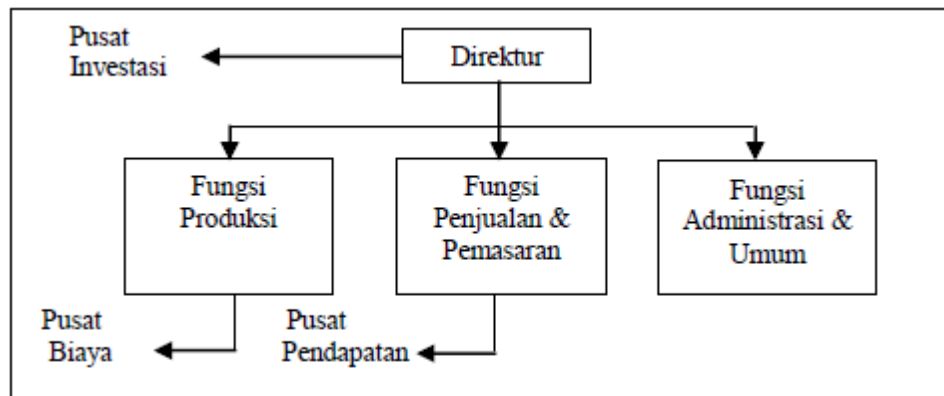 Pusat
Investasi
Direktur
Fungsi
Produksi
Fungsi
Penjualan &
Pemasaran
Fungsi
Administrasi &
Umum
Pusat
Biaya
Pusat
Pendapatan